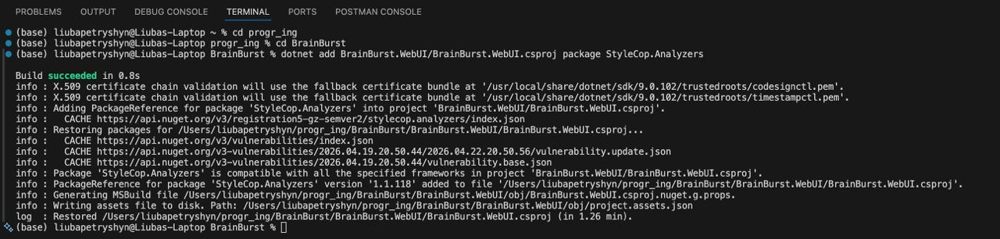 PROBLEMS OUTPUT DEBUG CONSOLE TERMINAL PORTS POSTMAN CONSOLE
(base) liubapetryshyn@Liubas-Laptop ~ % cd progr_ing
(base) liubapetryshyn@Liubas-Laptop progr_ing % cd BrainBurst
(base) liubapetryshyn@Liubas-Laptop BrainBurst % dotnet add BrainBurst.WebUI/BrainBurst.WebUI.csproj package StyleCop.Analyzers
Build succeeded in 0.8s
info : X.509 certificate chain validation will use the fallback certificate bundle at '/usr/local/share/dotnet/sdk/9.0.102/trustedroots/codesignctl.pem'.
info : X.509 certificate chain validation will use the fallback certificate bundle at '/usr/local/share/dotnet/sdk/9.0.102/trustedroots/timestampctl.pem'.
info : Adding PackageReference for package 'StyleCop.Analyzers' into project 'BrainBurst.WebUI/BrainBurst.WebUI.csproj'.
info :   CACHE https://api.nuget.org/v3/registration5-gz-semver2/stylecop.analyzers/index.json
info : Restoring packages for /Users/liubapetryshyn/progr_ing/BrainBurst/BrainBurst.WebUI/BrainBurst.WebUI.csproj...
info :   CACHE https://api.nuget.org/v3/vulnerabilities/index.json
info :   CACHE https://api.nuget.org/v3-vulnerabilities/2026.04.19.20.50.44/2026.04.22.20.50.56/vulnerability.update.json
info :   CACHE https://api.nuget.org/v3-vulnerabilities/2026.04.19.20.50.44/vulnerability.base.json
info : Package 'StyleCop.Analyzers' is compatible with all the specified frameworks in project 'BrainBurst.WebUI/BrainBurst.WebUI.csproj'.
info : PackageReference for package 'StyleCop.Analyzers' version '1.1.118' added to file '/Users/liubapetryshyn/progr_ing/BrainBurst/BrainBurst.WebUI/BrainBurst.WebUI.csproj'.
info : Generating MSBuild file /Users/liubapetryshyn/progr_ing/BrainBurst/BrainBurst.WebUI/obj/BrainBurst.WebUI.csproj.nuget.g.props.
info : Writing assets file to disk. Path: /Users/liubapetryshyn/progr_ing/BrainBurst/BrainBurst.WebUI/obj/project.assets.json
log  : Restored /Users/liubapetryshyn/progr_ing/BrainBurst/BrainBurst.WebUI/BrainBurst.WebUI.csproj (in 1.26 min).
(base) liubapetryshyn@Liubas-Laptop BrainBurst %